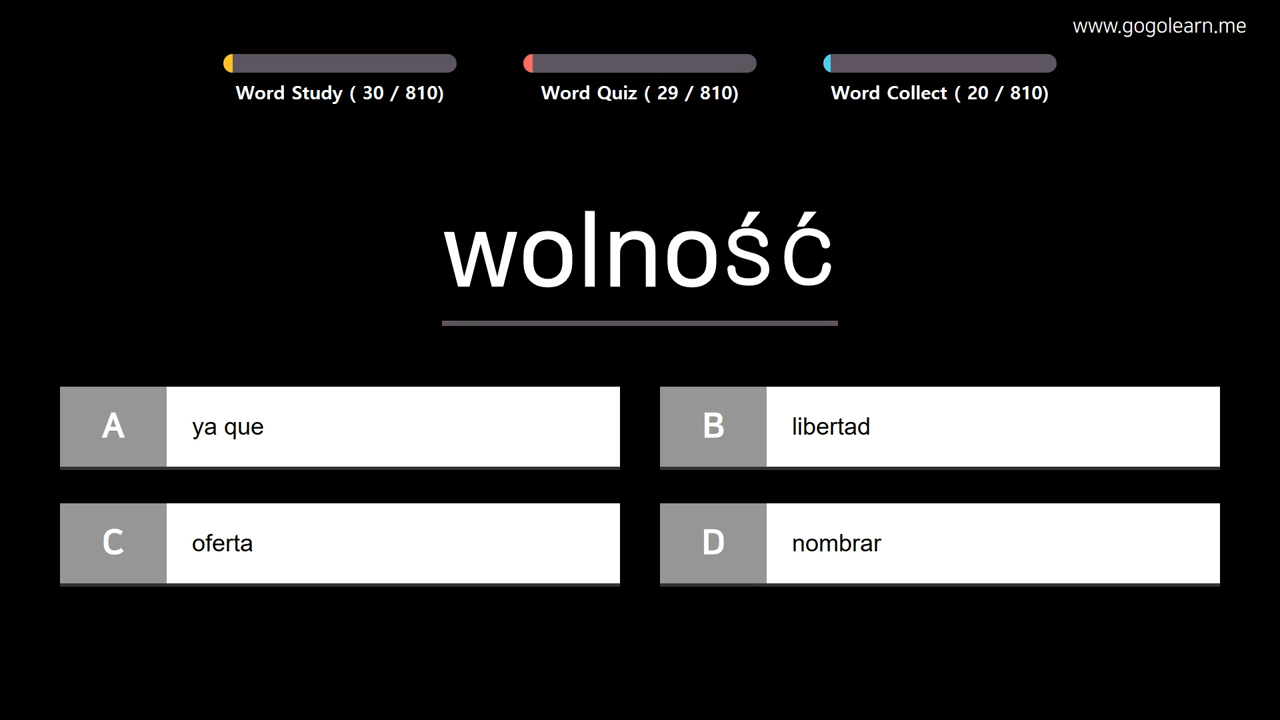 www.gogolearn.me
Word Study ( 30 / 810)
Word Quiz ( 29 / 810)
Word Collect ( 20 / 810)
wolność
A ya que
B libertad
C oferta
D nombrar